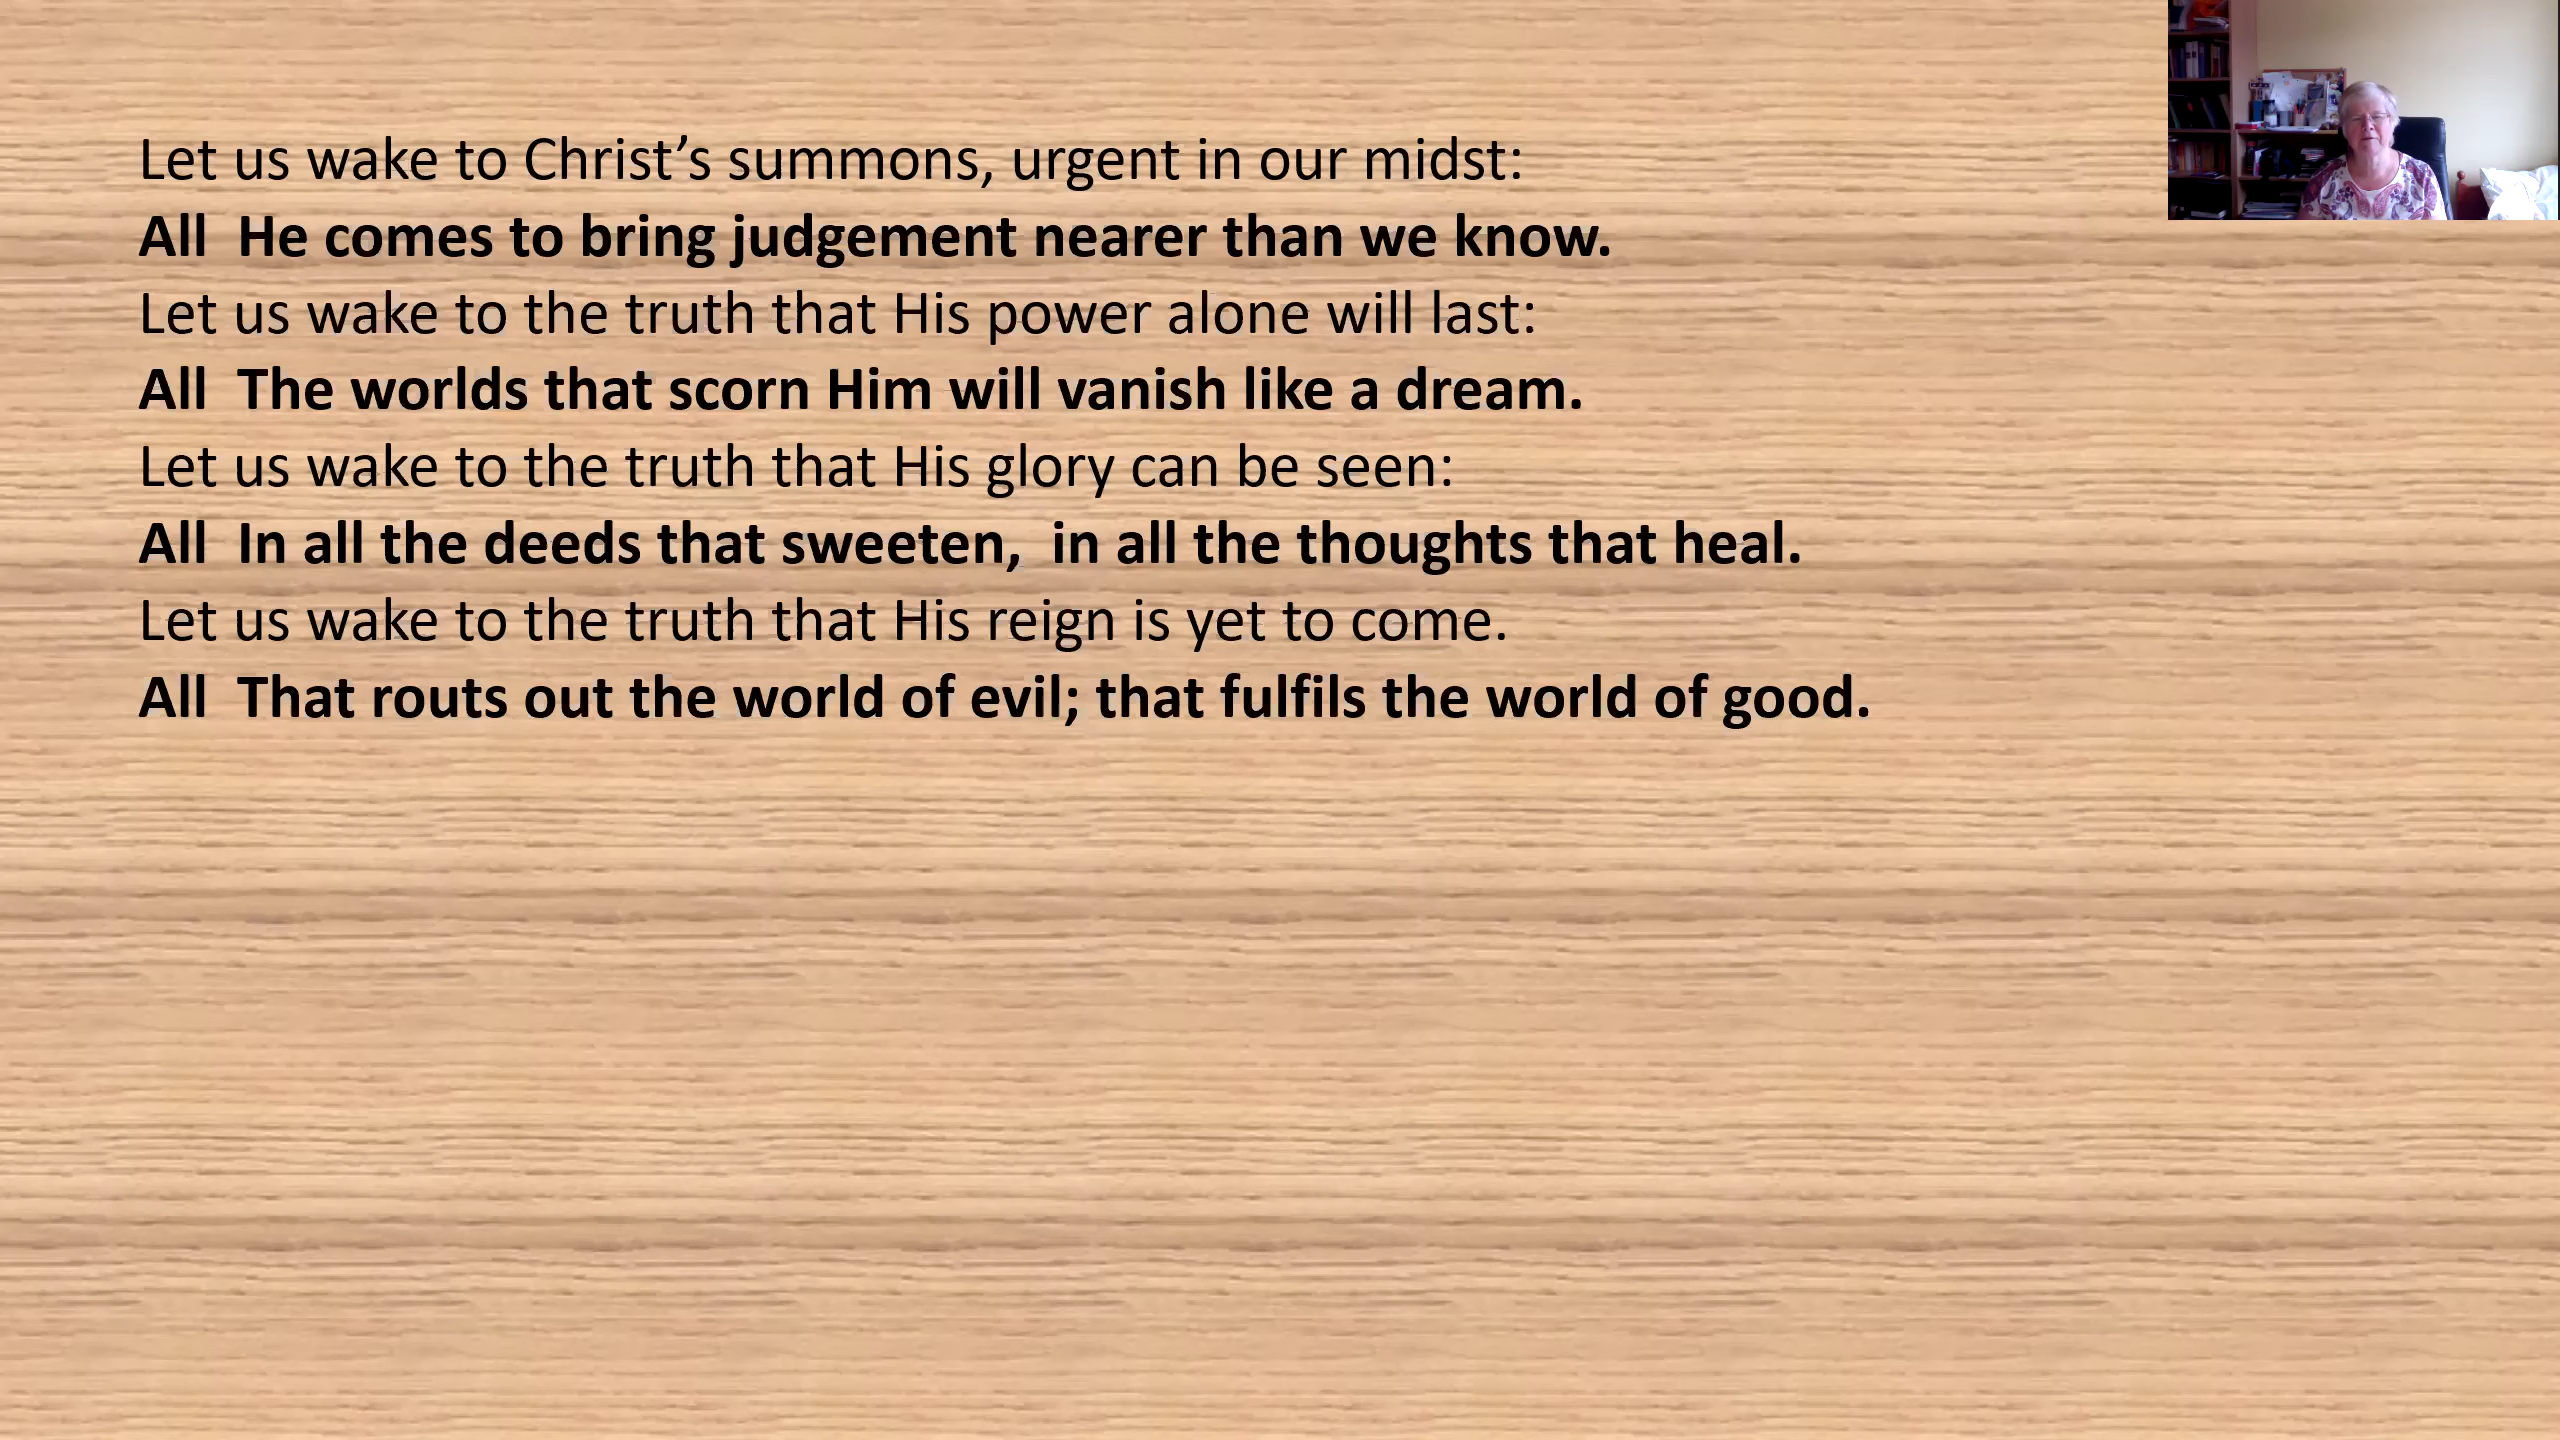 Let us wake to Christ’s summons, urgent in our midst:
All  He comes to bring judgement nearer than we know.
Let us wake to the truth that His power alone will last:
All  The worlds that scorn Him will vanish like a dream.
Let us wake to the truth that His glory can be seen:
All  In all the deeds that sweeten,  in all the thoughts that heal.
Let us wake to the truth that His reign is yet to come.
All  That routs out the world of evil; that fulfils the world of good.